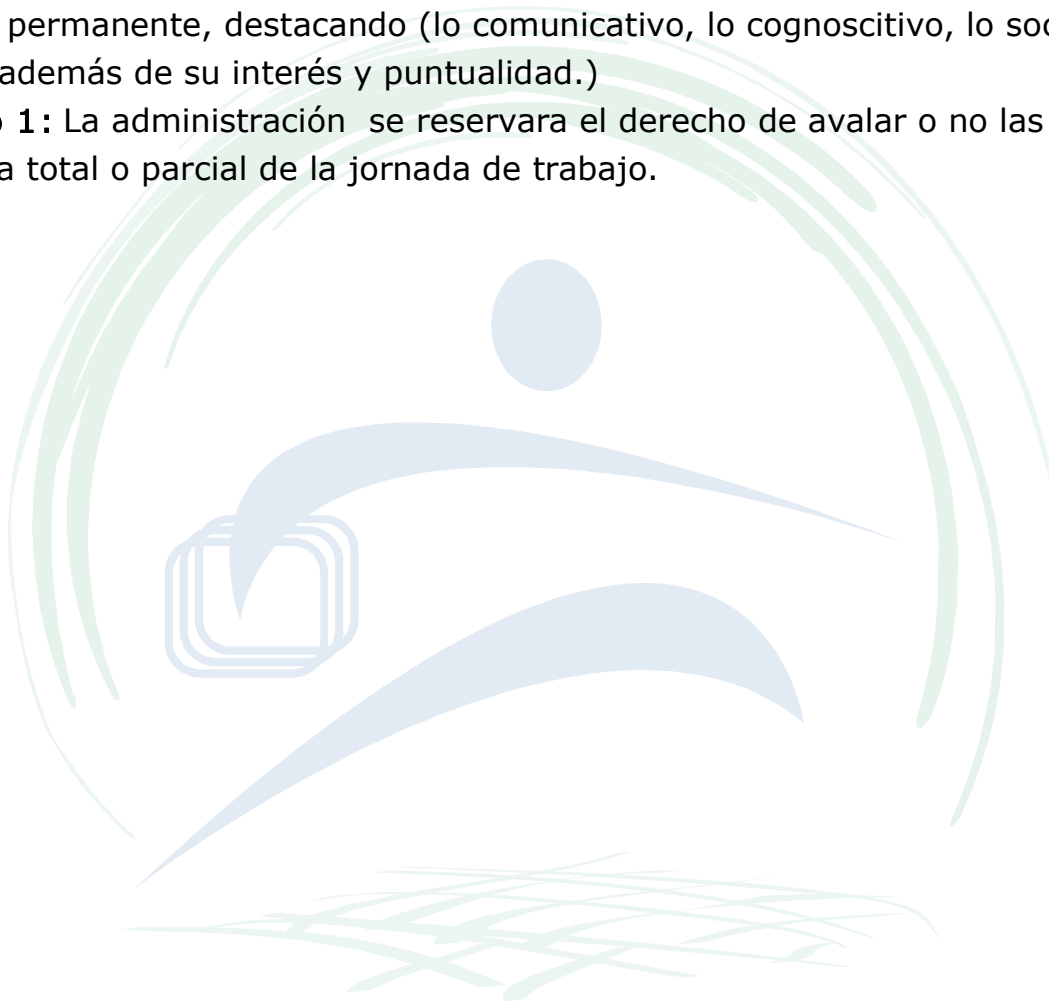 permanente, destacando (lo comunicativo, lo cognoscitivo, lo
además de su interés y puntualidad.)
1: La administración  se reservara el derecho de avalar o no las
total o parcial de la jornada de trabajo.